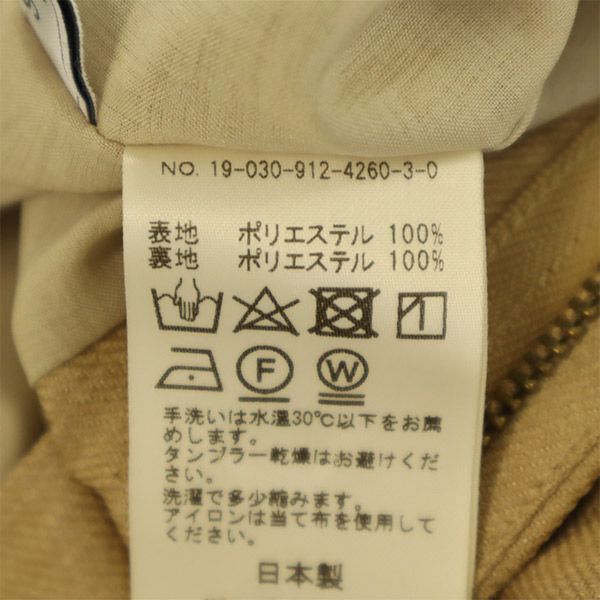 NO. 19-030-912-4260-3-0
表地 ポリエステル 100%
裏地 ポリエステル 100%
F W
手洗いは水温30℃以下をお薦
めします。
タンブラー乾燥はお避けくだ
さい。
洗濯で多少縮みます。
アイロンは当て布を使用して
ください。
日本製